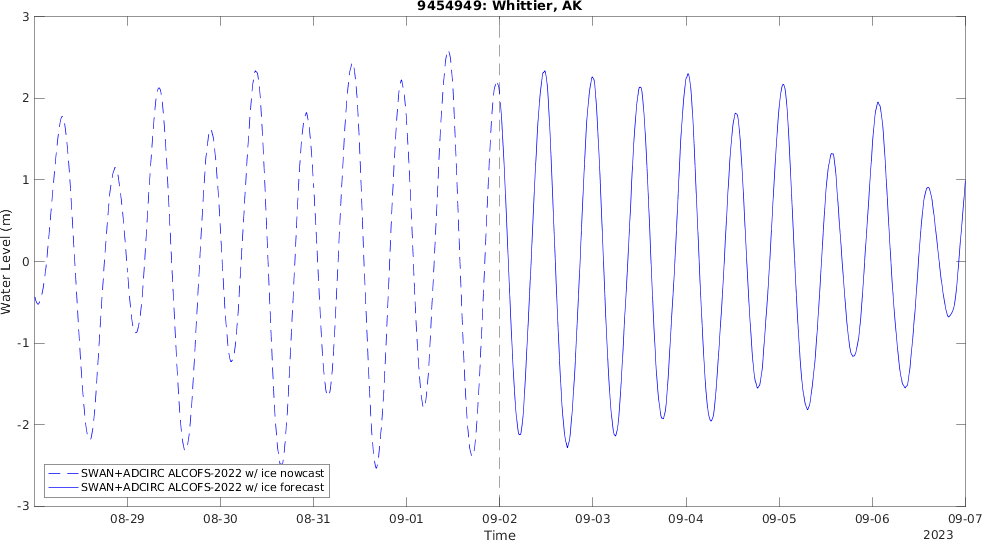 9454949: Whittier, AK
3
2
1
0
-1
-2
-3
Water Level (m)
SWAN+ADCIRC ALCOFS-2022 w/ ice nowcast
SWAN+ADCIRC ALCOFS-2022 w/ ice forecast
08-29 08-30 08-31 09-01 09-02 09-03 09-04 09-05 09-06 09-07
Time
2023